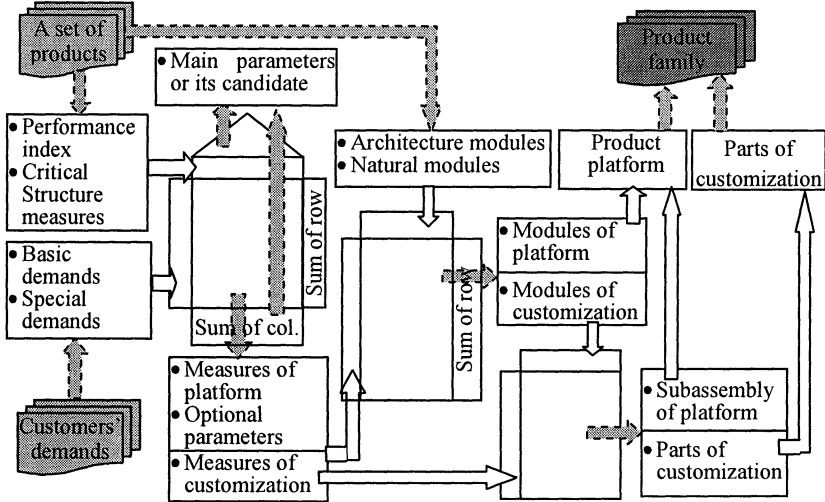 A set of
products
Product
family
• Main parameters
or its candidate
• Performance
index
• Critical
Structure
measures
• Architecture modules
• Natural modules
Product
platform
Parts of
customization
• Basic
demands
• Special
demands
Sum of row
Sum of col.
Sum of row
• Modules of
platform
• Modules of
customization
Customers'
demands
• Measures of
platform
• Optional
parameters
• Measures of
customization
• Subassembly
of platform
• Parts of
customization